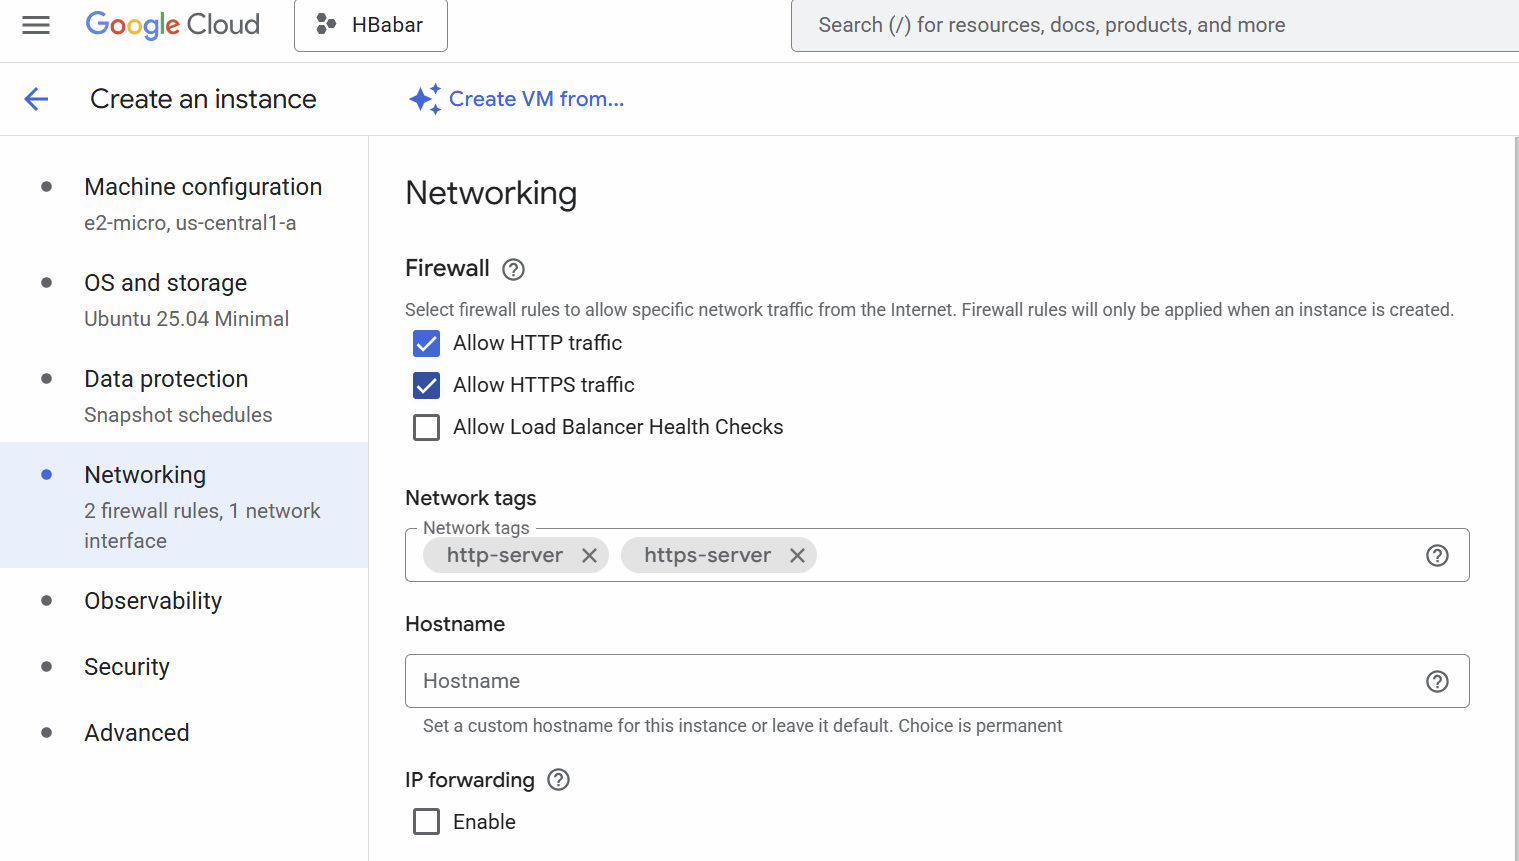 Google Cloud
HBabar
Search (/) for resources, docs, products, and more
Create an instance
Create VM from...
Machine configuration
e2-micro, us-central1-a
OS and storage
Ubuntu 25.04 Minimal
Data protection
Snapshot schedules
Networking
2 firewall rules, 1 network
interface
Observability
Security
Advanced
Networking
Firewall
Select firewall rules to allow specific network traffic from the Internet. Firewall rules will only be applied when an instance is created.
Allow HTTP traffic
Allow HTTPS traffic
Allow Load Balancer Health Checks
Network tags
Network tags
http-server
https-server
Hostname
Hostname
Set a custom hostname for this instance or leave it default. Choice is permanent
IP forwarding
Enable